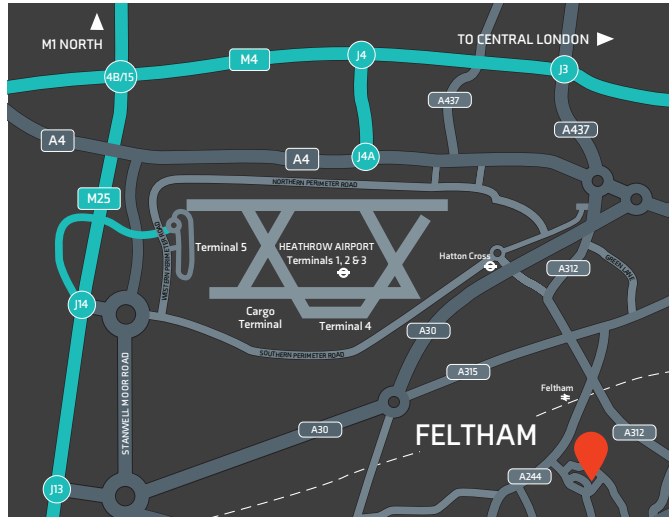 M1 NORTH
TO CENTRAL LONDON
J4
M4
J3
4B/15
A437
A437
A4
A4
J4A
NORTHERN PERIMETER ROAD
M25
WESTERN PERIMETER ROAD
Terminal 5
HEATHROW AIRPORT
Terminals 1, 2 & 3
Hatton Cross
GREEN LANE
A312
J14
Cargo
Terminal
Terminal 4
A30
SOUTHERN PERIMETER ROAD
STANWELL MOOR ROAD
A315
Feltham
A30
FELTHAM
A312
A244
J13